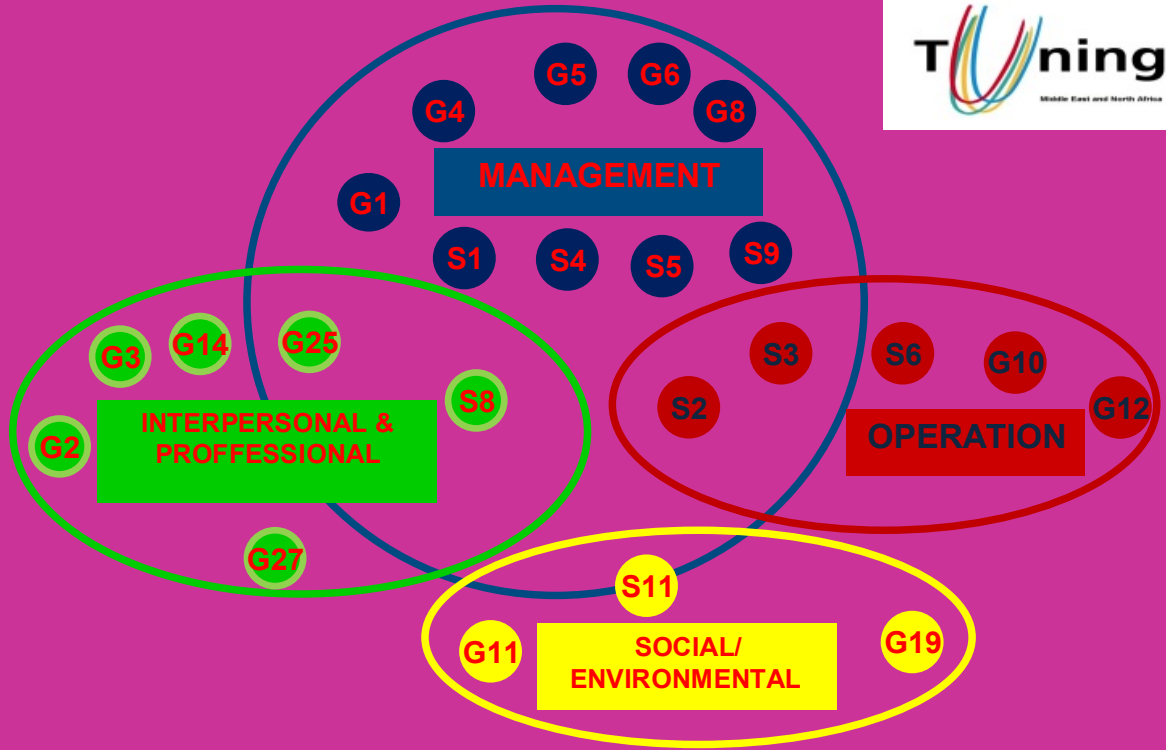 TUning
Middle East and North Africa
G5
G6
G4
G8
MANAGEMENT
G1
S1
S4
S5
S9
G3
G14
G25
S8
G2
INTERPERSONAL &
PROFFESSIONAL
G27
S3
S6
G10
S2
G12
OPERATION
S11
G11
SOCIAL/
ENVIRONMENTAL
G19